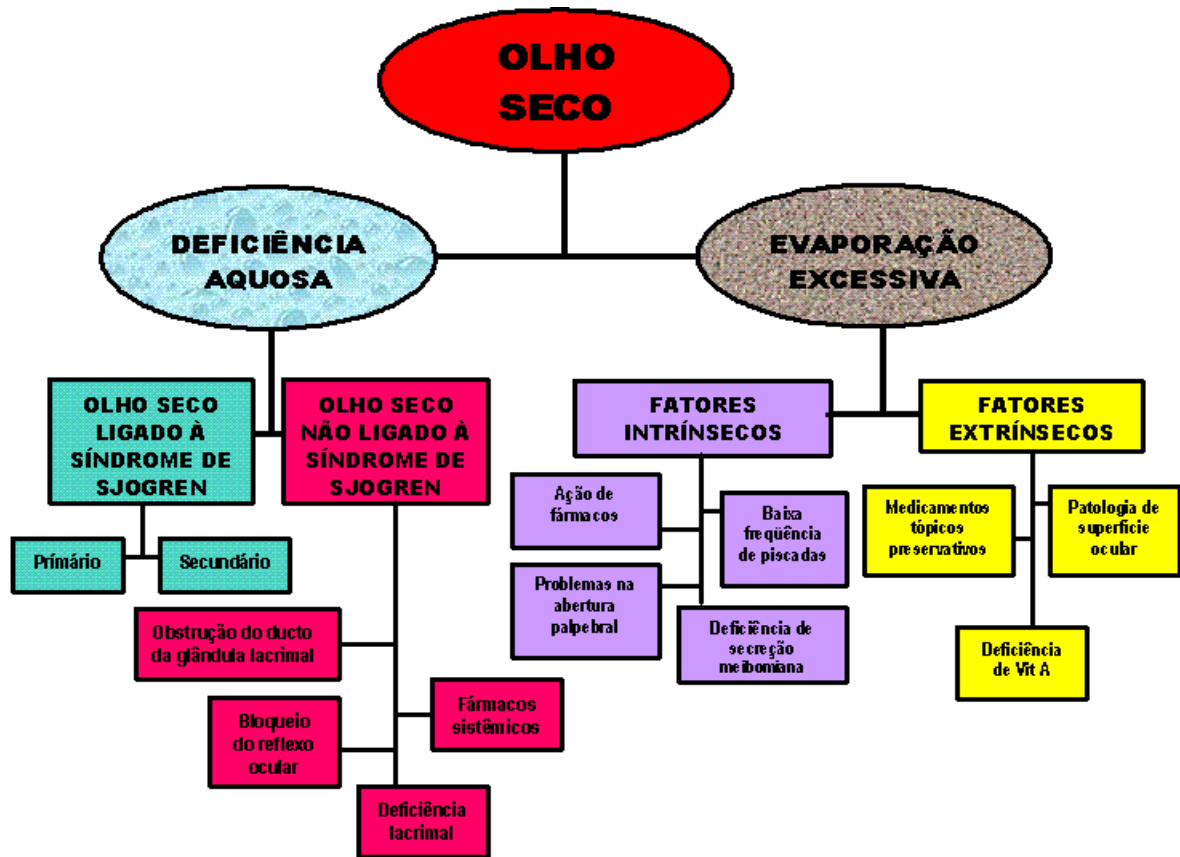 OLHO
SECO
DEFICIÊNCIA
AQUOSA
EVAPORAÇÃO
EXCESSIVA
OLHO SECO
LIGADO À
SÍNDROME DE
SJOGREN
OLHO SECO
NÃO LIGADO À
SÍNDROME DE
SJOGREN
FATORES
INTRÍNSECOS
FATORES
EXTRÍNSECOS
Prímário
Secundário
Obstrução do ducto
da glândula lacrimal
Fármacos
sistêmicos
Bloqueio
do reflexo
ocular
Deficiência
lacrimal
Ação de
fármacos
Baixa
freqüência
de piscadas
Problemas na
abertura
palpebral
Deficiência de
secreção
meibomiana
Medicamentos
tópicos
preservativos
Patologia de
superfície
ocular
Deficiência
de Vit A